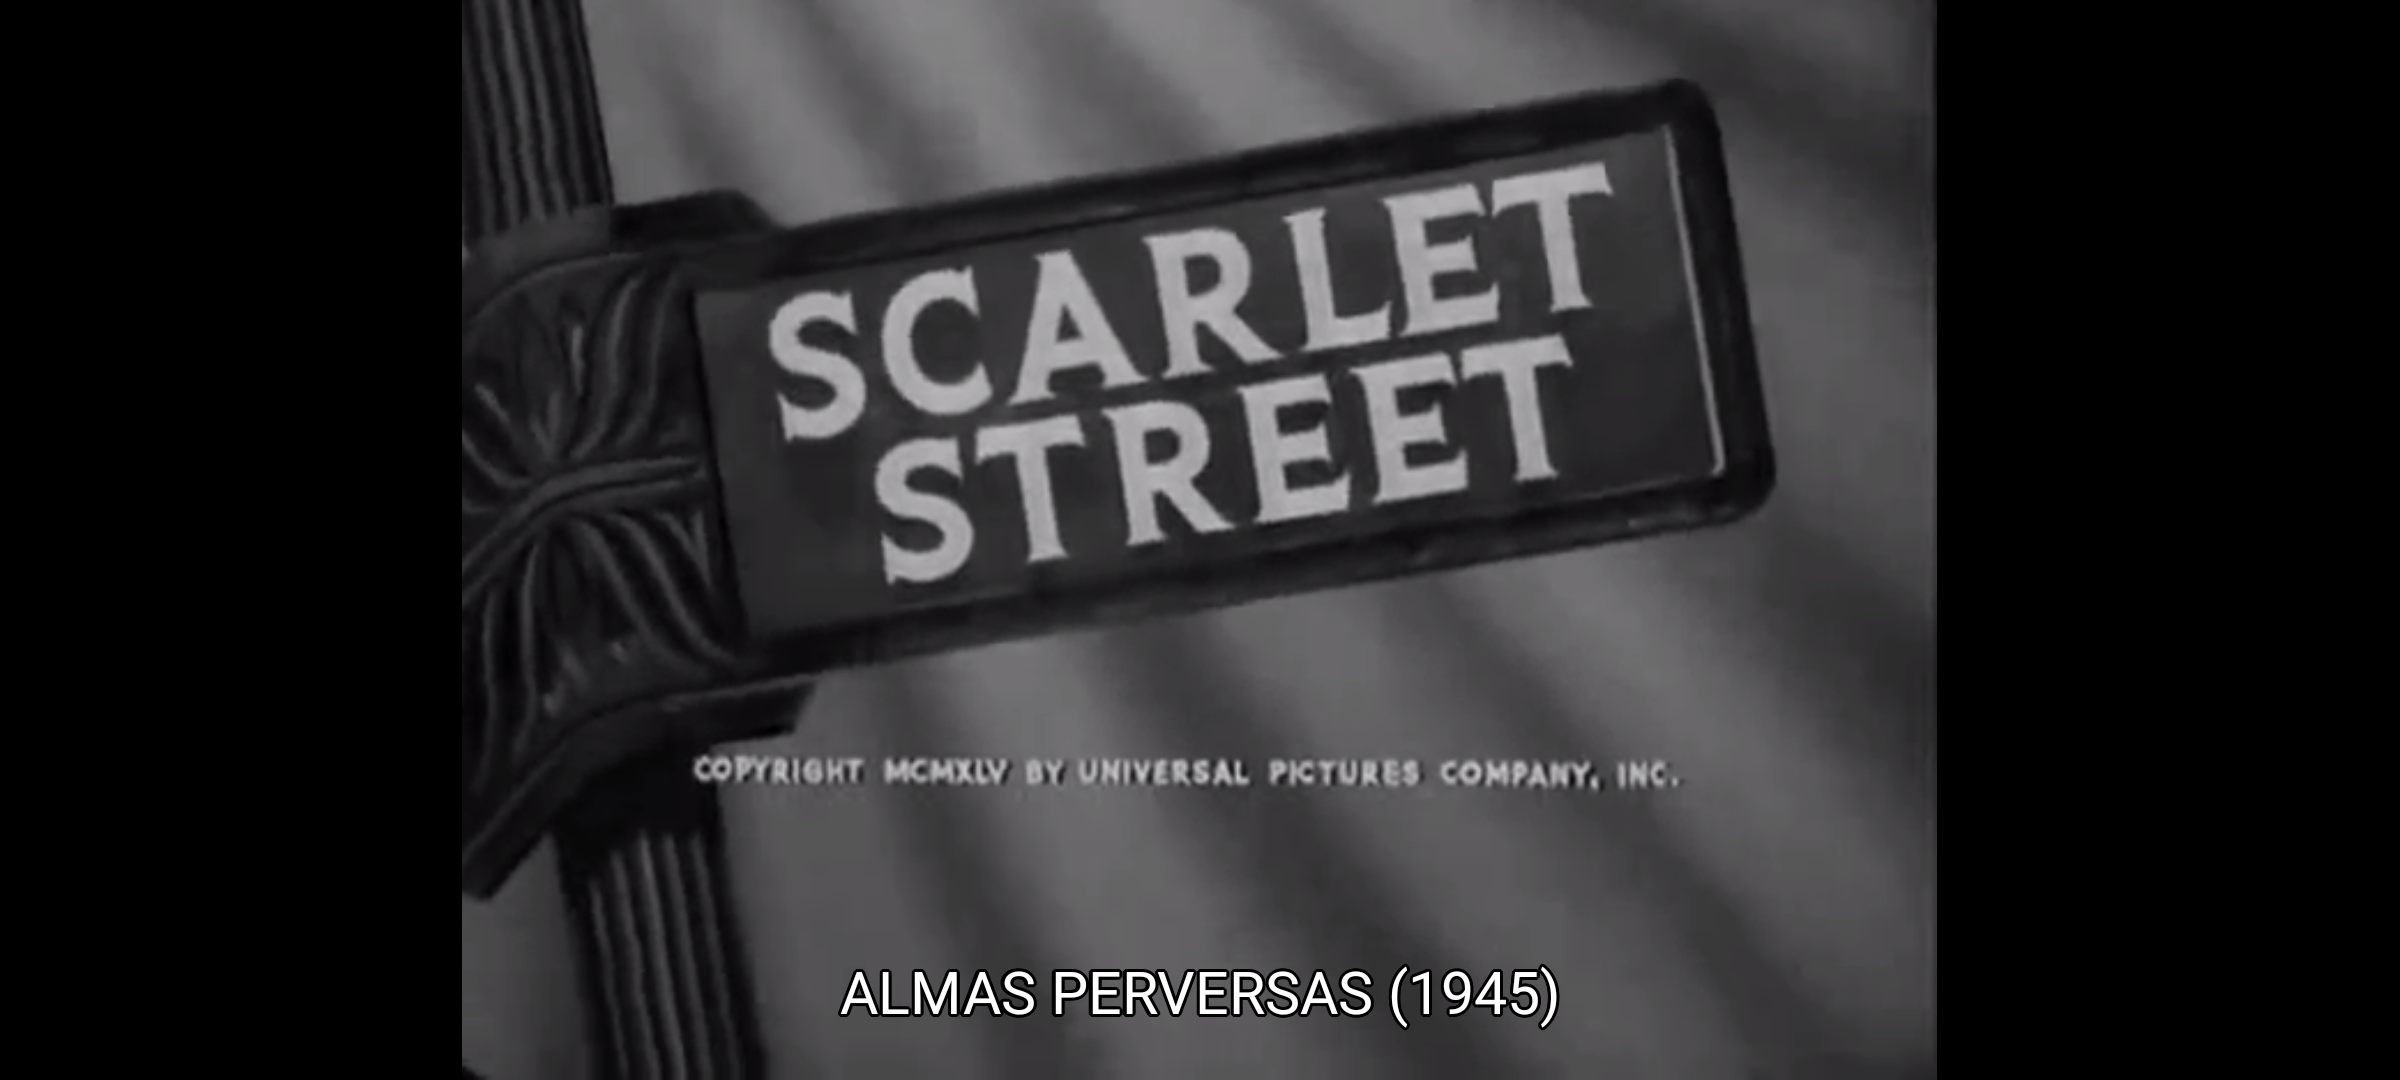 SCARLET
STREET
COPYRIGHT MCMXLV BY UNIVERSAL PICTURES COMPANY, INC.
ALMAS PERVERSAS (1945)